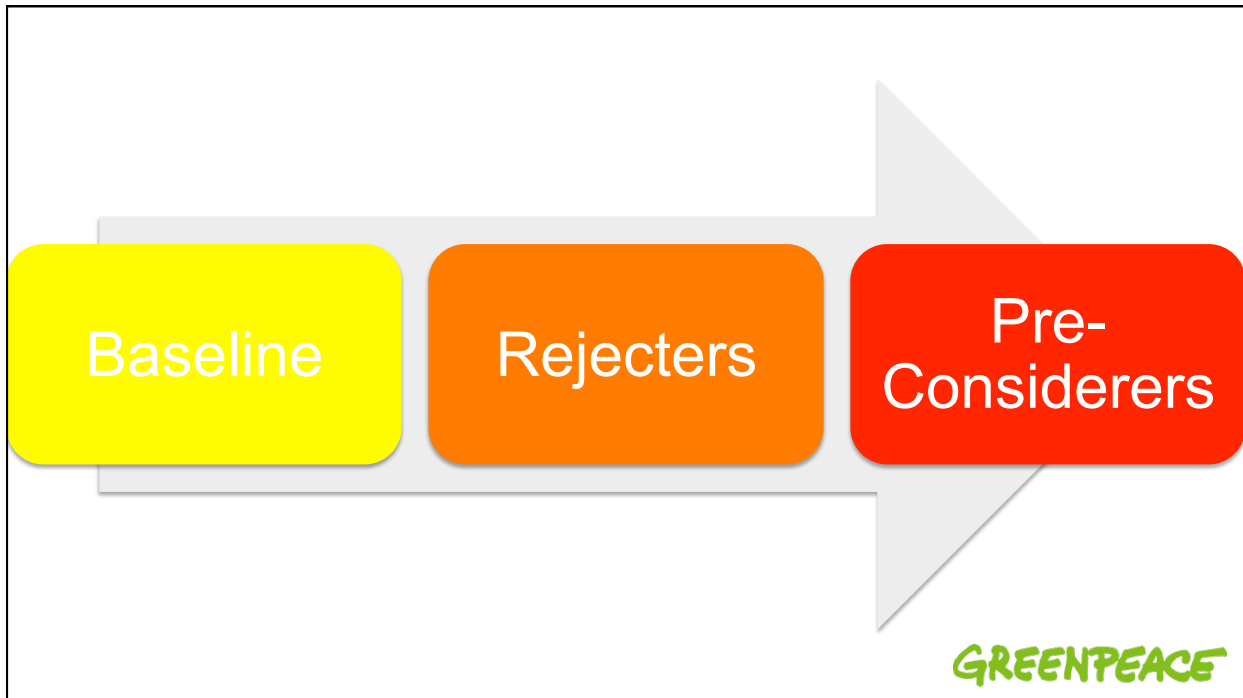 Baseline
Rejecters
Pre-
Considerers
GREENPEACE